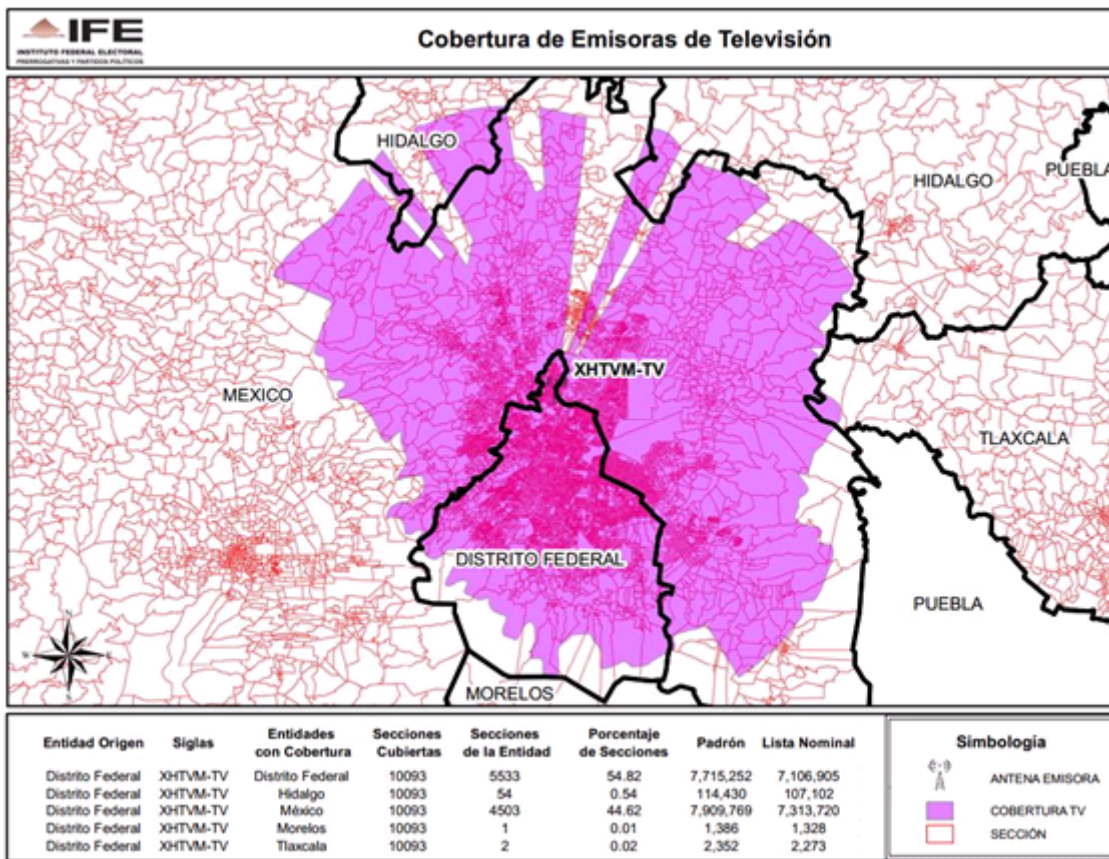 IFE
INSTITUTO FEDERAL ELECTORAL
PRERROGATIVAS Y PARTIDOS POLÍTICOS
Cobertura de Emisoras de Televisión
HIDALGO
HIDALGO
PUEBLA
XHTVM-TV
MEXICO
TLAXCALA
DISTRITO FEDERAL
PUEBLA
MORELOS
N
W E
S
Entidad Origen Siglas Entidades con Cobertura Secciones Cubiertas Secciones de la Entidad Porcentaje de Secciones Padrón Lista Nominal
Distrito Federal XHTVM-TV Distrito Federal 10093 5533 54.82 7,715,252 7,106,905
Distrito Federal XHTVM-TV Hidalgo 10093 54 0.54 114,430 107,102
Distrito Federal XHTVM-TV México 10093 4503 44.62 7,909,769 7,313,720
Distrito Federal XHTVM-TV Morelos 10093 1 0.01 1,386 1,328
Distrito Federal XHTVM-TV Tlaxcala 10093 2 0.02 2,352 2,273
Simbología
ANTENA EMISORA
COBERTURA TV
SECCIÓN